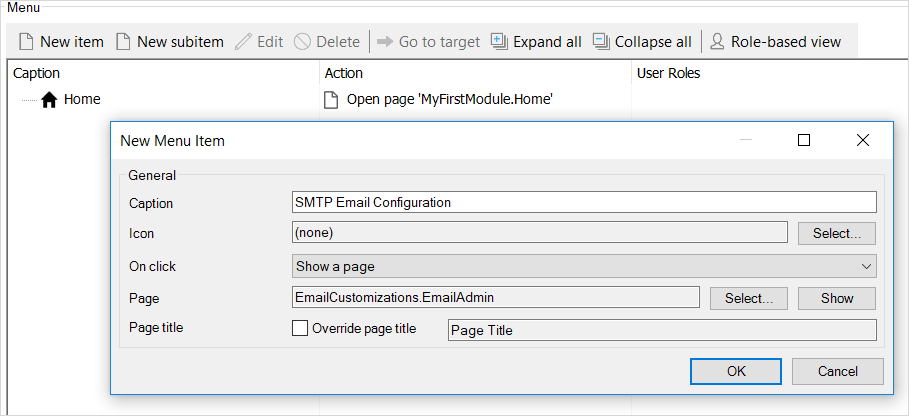 Menu
New item New subitem Edit Delete Go to target Expand all Collapse all Role-based view
Caption Action User Roles
Home Open page 'MyFirstModule.Home'
New Menu Item
General
Caption SMTP Email Configuration
Icon (none) Select...
On click Show a page
Page EmailCustomizations.EmailAdmin Select... Show
Page title Override page title Page Title
OK Cancel